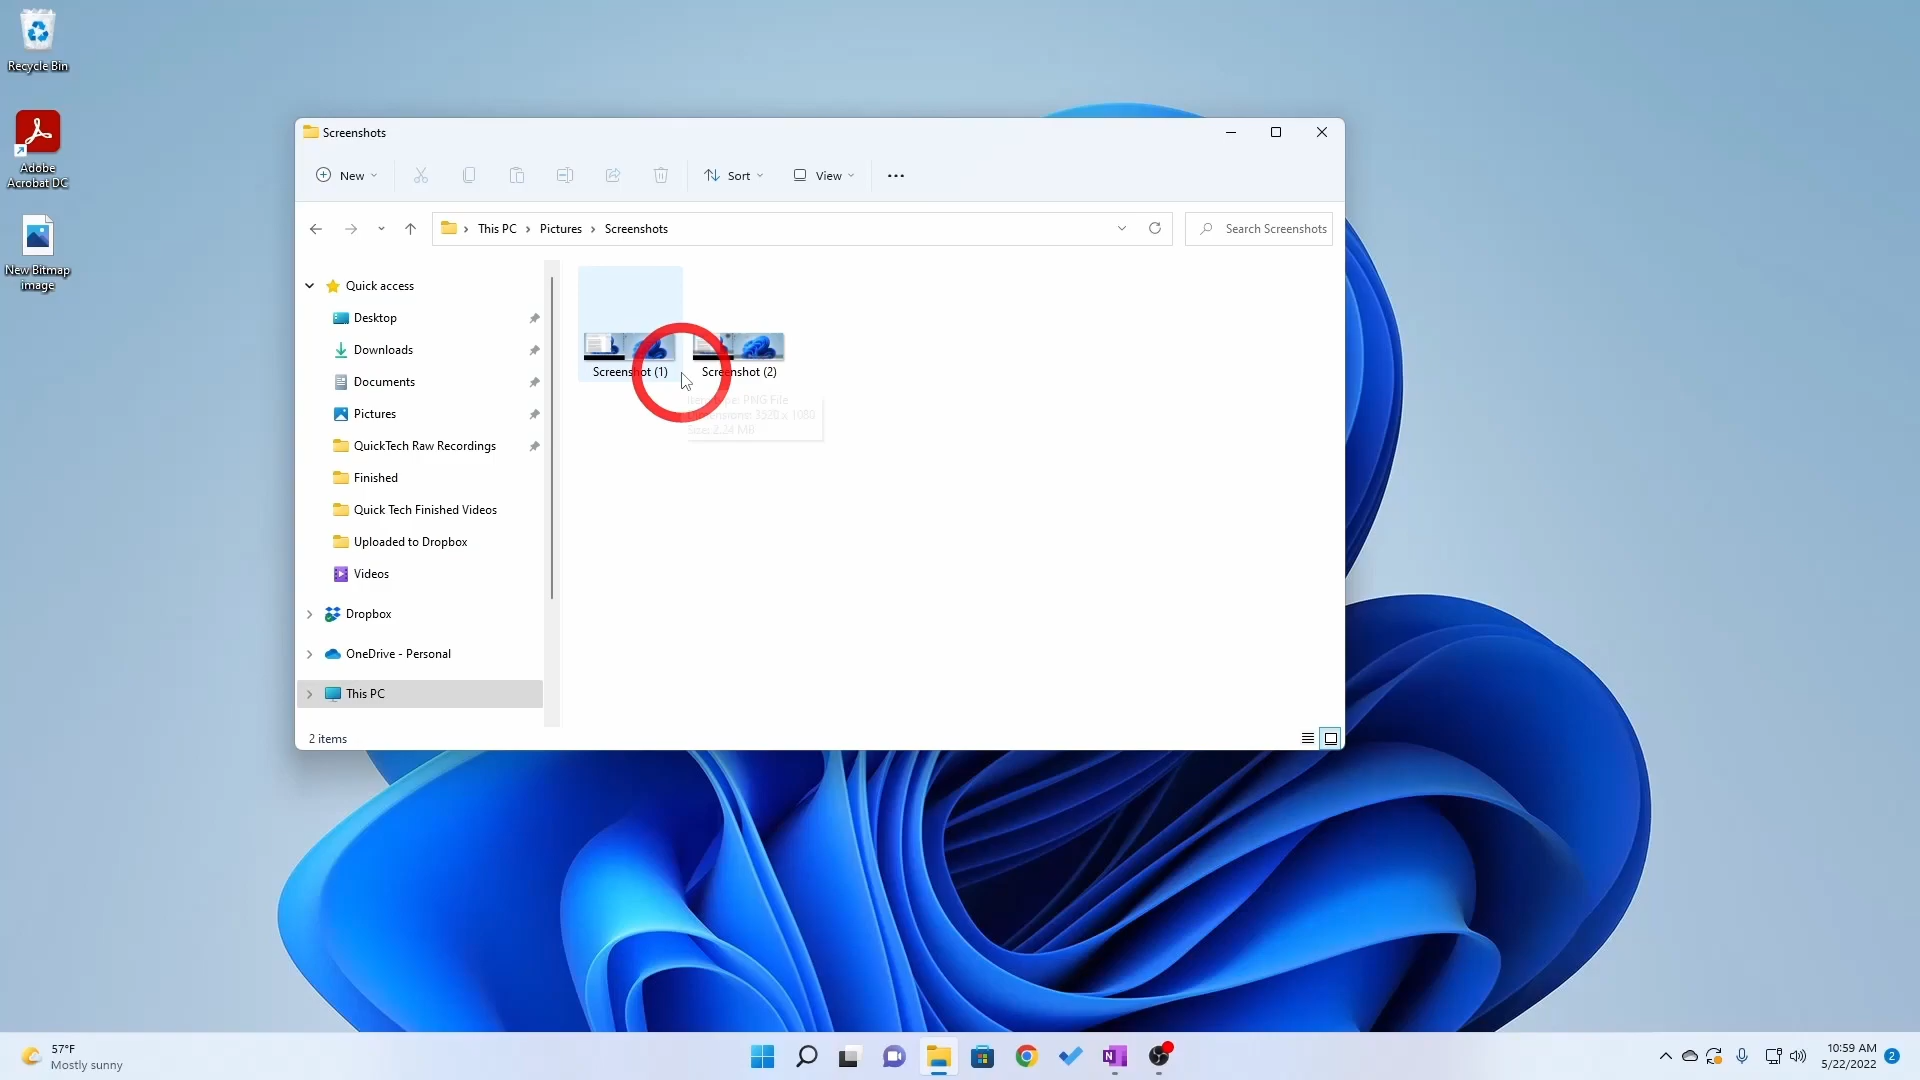 Recycle Bin
Adobe
Acrobat DC
New Bitmap
image
Screenshots
New
Sort
View
This PC
Pictures
Screenshots
Search Screenshots
Quick access
Desktop
Downloads
Documents
Pictures
QuickTech Raw Recordings
Finished
Quick Tech Finished Videos
Uploaded to Dropbox
Videos
Dropbox
OneDrive - Personal
This PC
Screenshot (1)
Screenshot (2)
Item type: PNG File
Dimensions: 3520 x 1080
Size: 2.24 MB
2 items
57°F
Mostly sunny
10:59 AM
5/22/2022
2